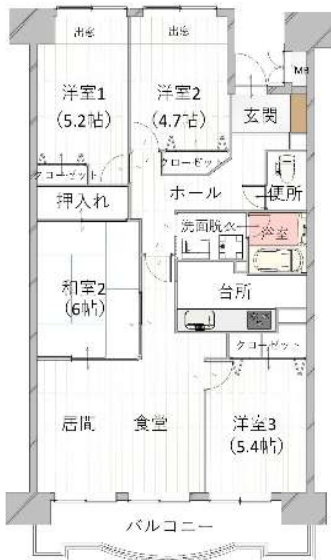 出窓
出窓
MB
洋室1
(5.2帖)
洋室2
(4.7帖)
玄関
クローゼット
クローゼット
便所
ホール
押入れ
洗面脱衣
浴室
和室2
(6帖)
台所
クローゼット
居間
食堂
洋室3
(5.4帖)
バルコニー